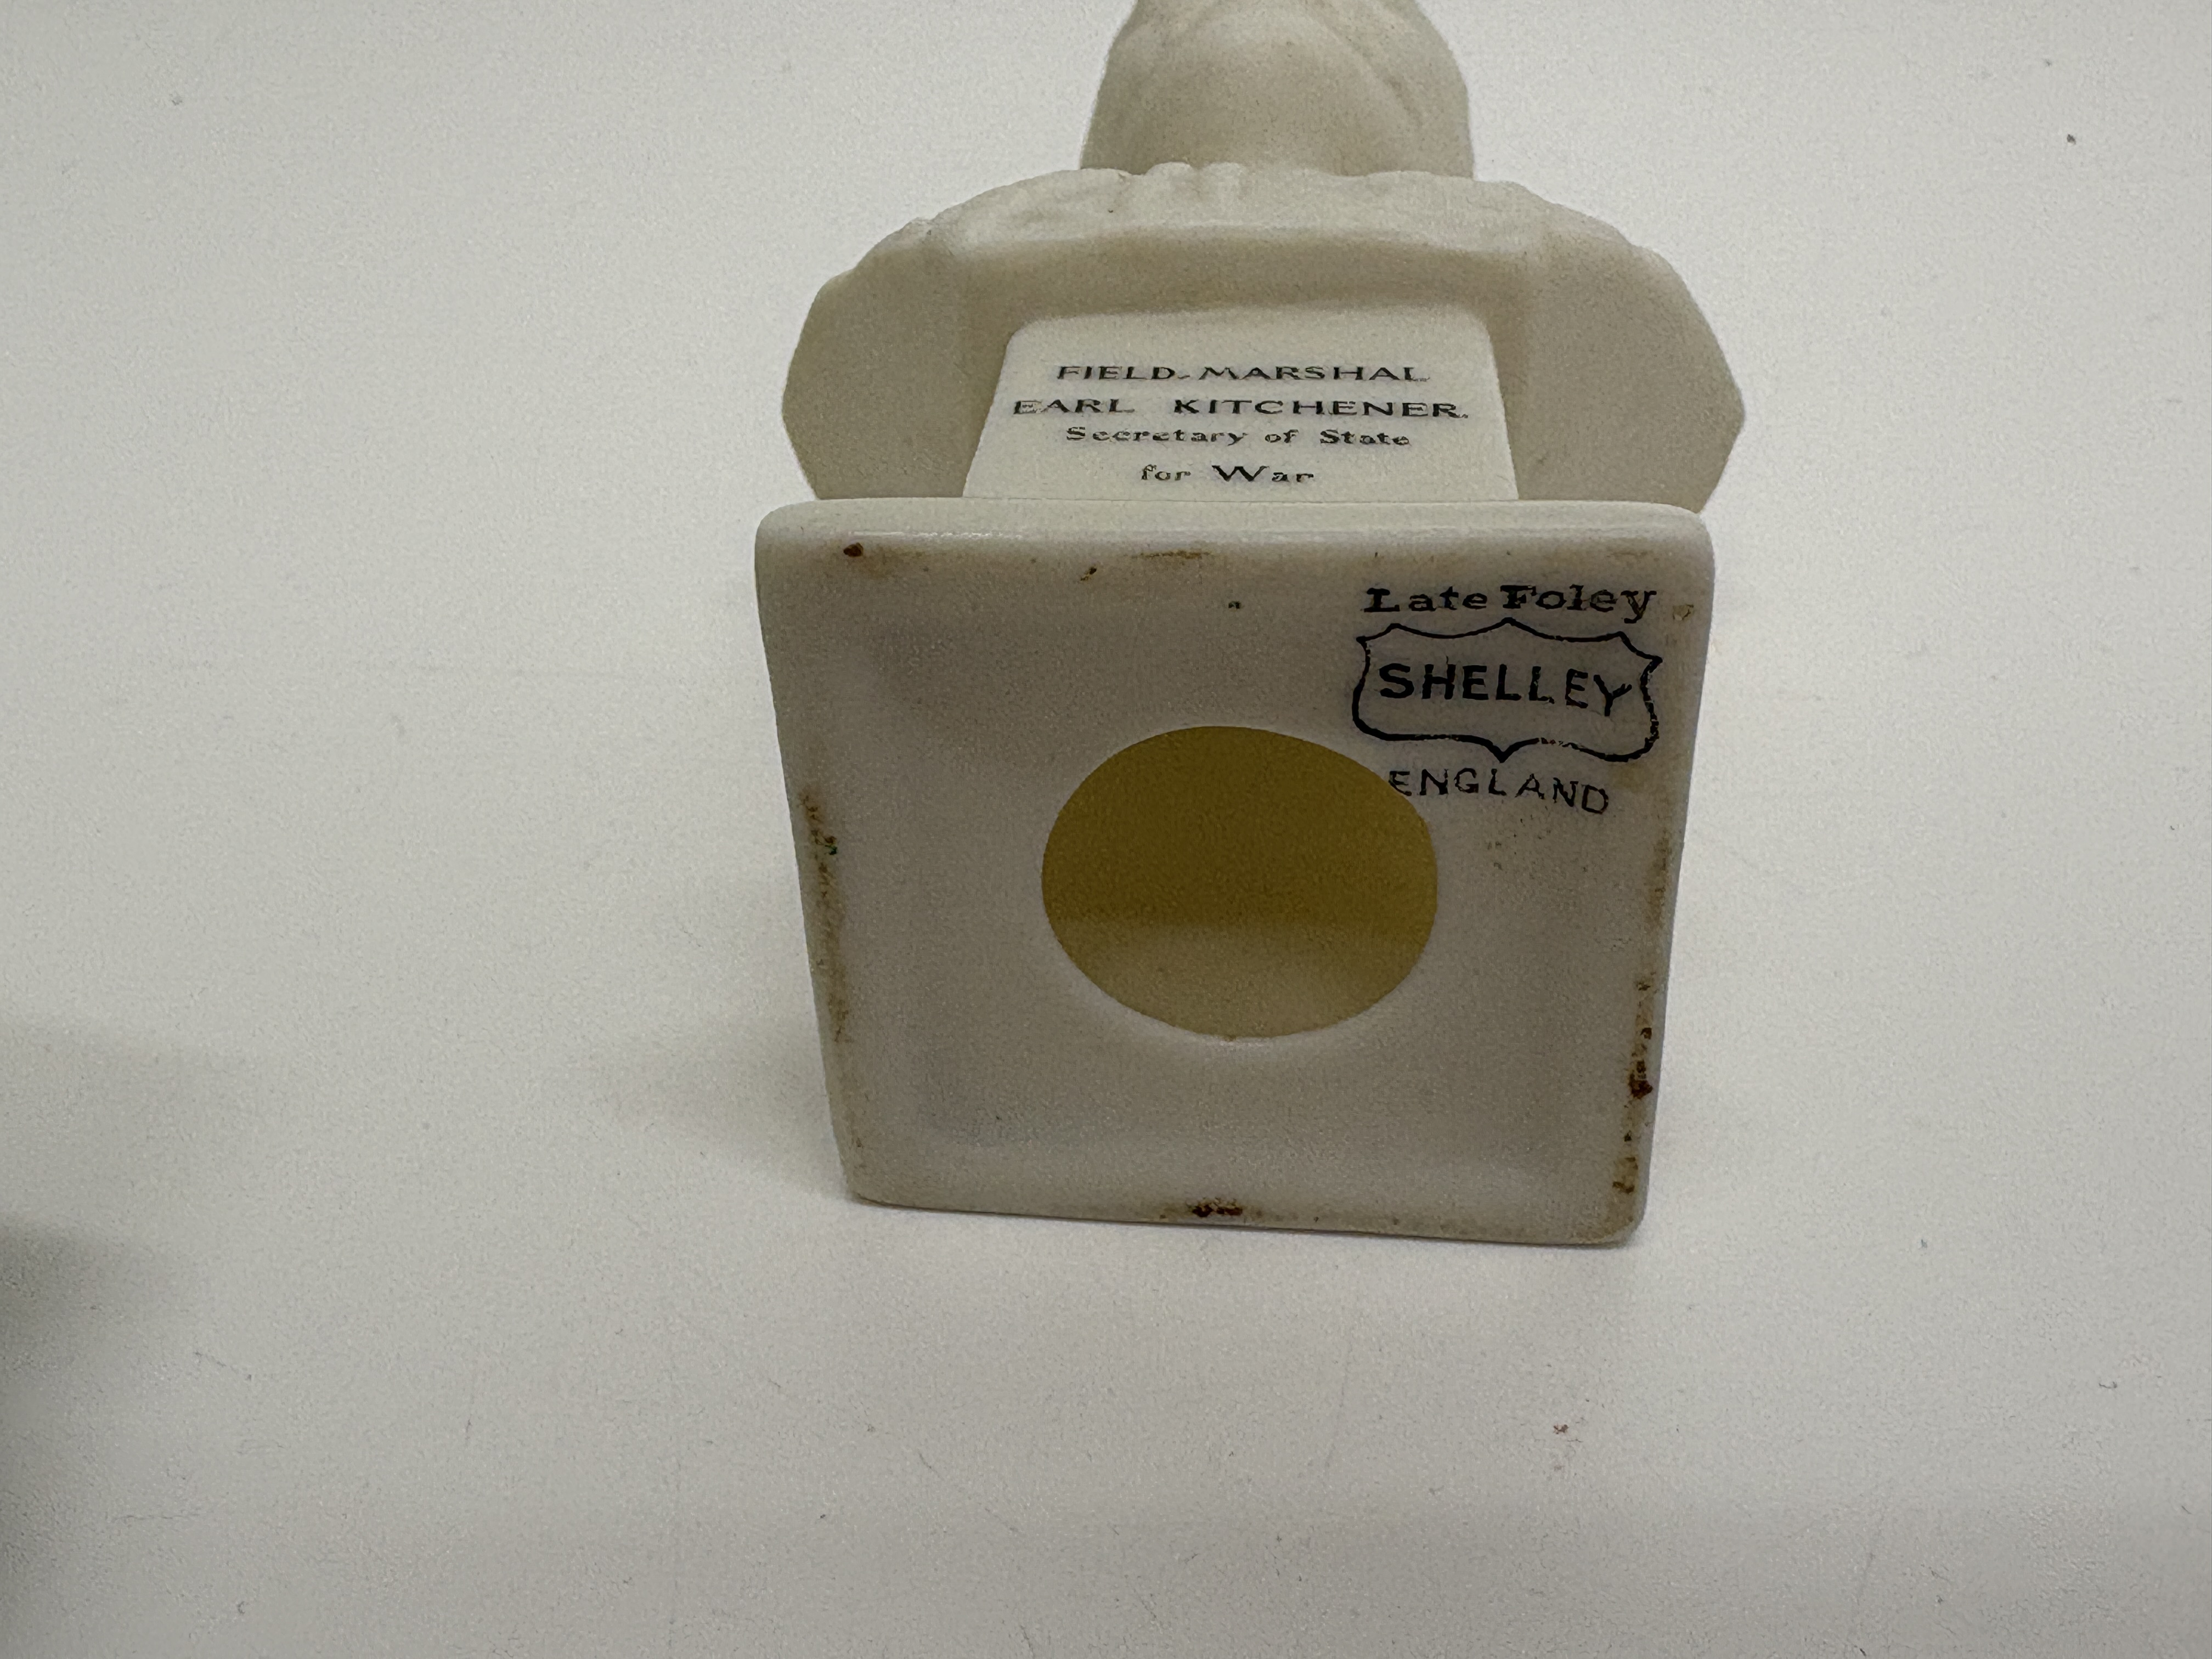 FIELD-MARSHAL
EARL KITCHENER.
Secretary of State
for War
Late Foley
SHELLEY
ENGLAND